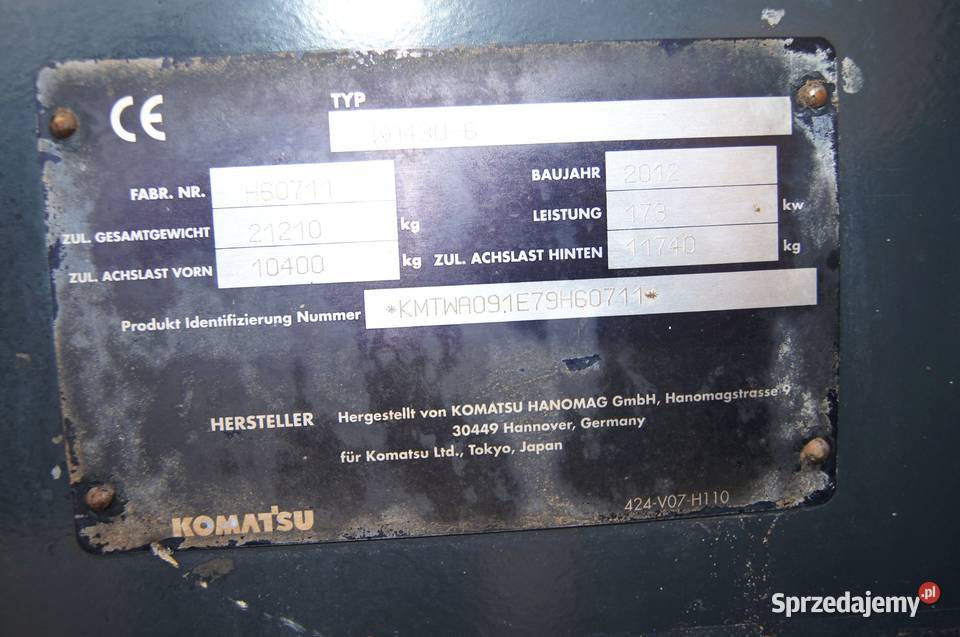 CE
TYP
FABR. NR. H60711
BAUJAHR 2012
ZUL. GESAMTGEWICHT 21210 kg
LEISTUNG 173 kw
ZUL. ACHSLAST VORN 10400 kg
ZUL. ACHSLAST HINTEN 11740 kg
Produkt Identifizierung Nummer *KMTWA091E79H60711*
HERSTELLER Hergestellt von KOMATSU HANOMAG GmbH, Hanomagstrasse 9
30449 Hannover, Germany
für Komatsu Ltd., Tokyo, Japan
424-V07-H110
KOMATSU
Sprzedajemy.pl